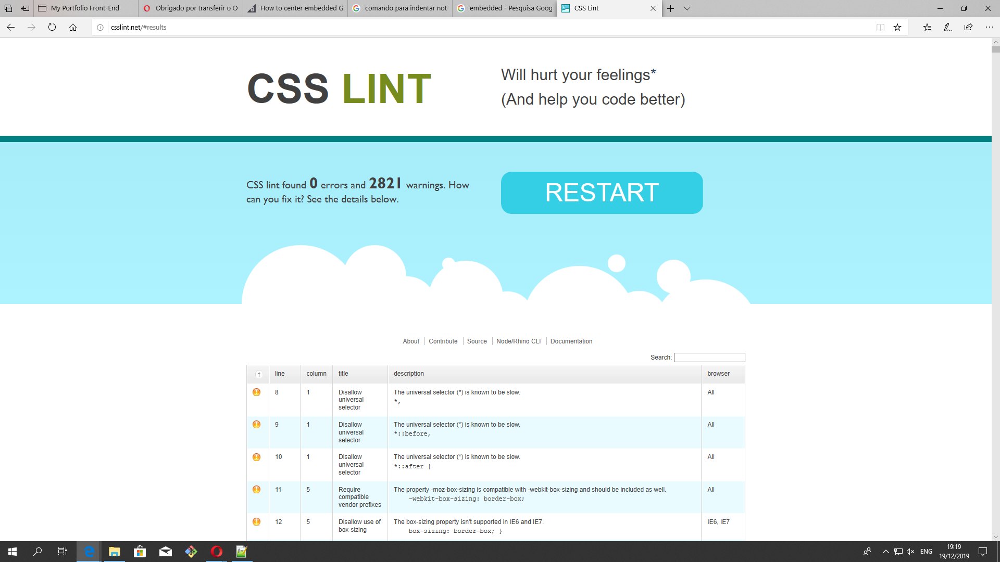 My Portfolio Front-End
Obrigado por transferir o O
How to center embedded G
comando para indentar not
embedded - Pesquisa Goog
CSS Lint
csslint.net/#results
CSS LINT
Will hurt your feelings*
(And help you code better)
CSS lint found 0 errors and 2821 warnings. How
can you fix it? See the details below.
RESTART
About
Contribute
Source
Node/Rhino CLI
Documentation
Search:
↑ line column title description browser
8 1 Disallow universal selector The universal selector (*) is known to be slow. All
*,
9 1 Disallow universal selector The universal selector (*) is known to be slow. All
*::before,
10 1 Disallow universal selector The universal selector (*) is known to be slow. All
*::after {
11 5 Require compatible vendor prefixes The property -moz-box-sizing is compatible with -webkit-box-sizing and should be included as well. All
-webkit-box-sizing: border-box;
12 5 Disallow use of box-sizing The box-sizing property isn't supported in IE6 and IE7. IE6, IE7
box-sizing: border-box; }
ENG
19:19
19/12/2019